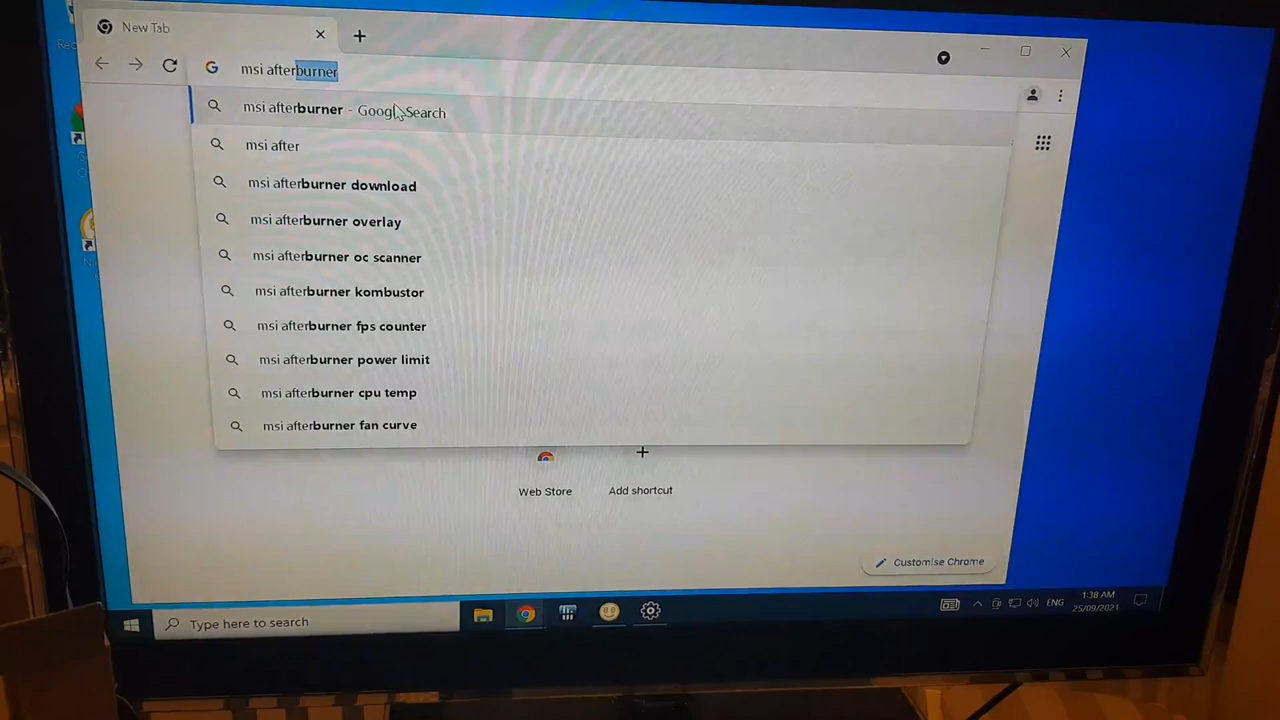 New Tab
msi afterburner
msi afterburner - Google Search
msi after
msi afterburner download
msi afterburner overlay
msi afterburner oc scanner
msi afterburner kombustor
msi afterburner fps counter
msi afterburner power limit
msi afterburner cpu temp
msi afterburner fan curve
Web Store
Add shortcut
Customise Chrome
Type here to search
ENG
1:38 AM
25/09/2021